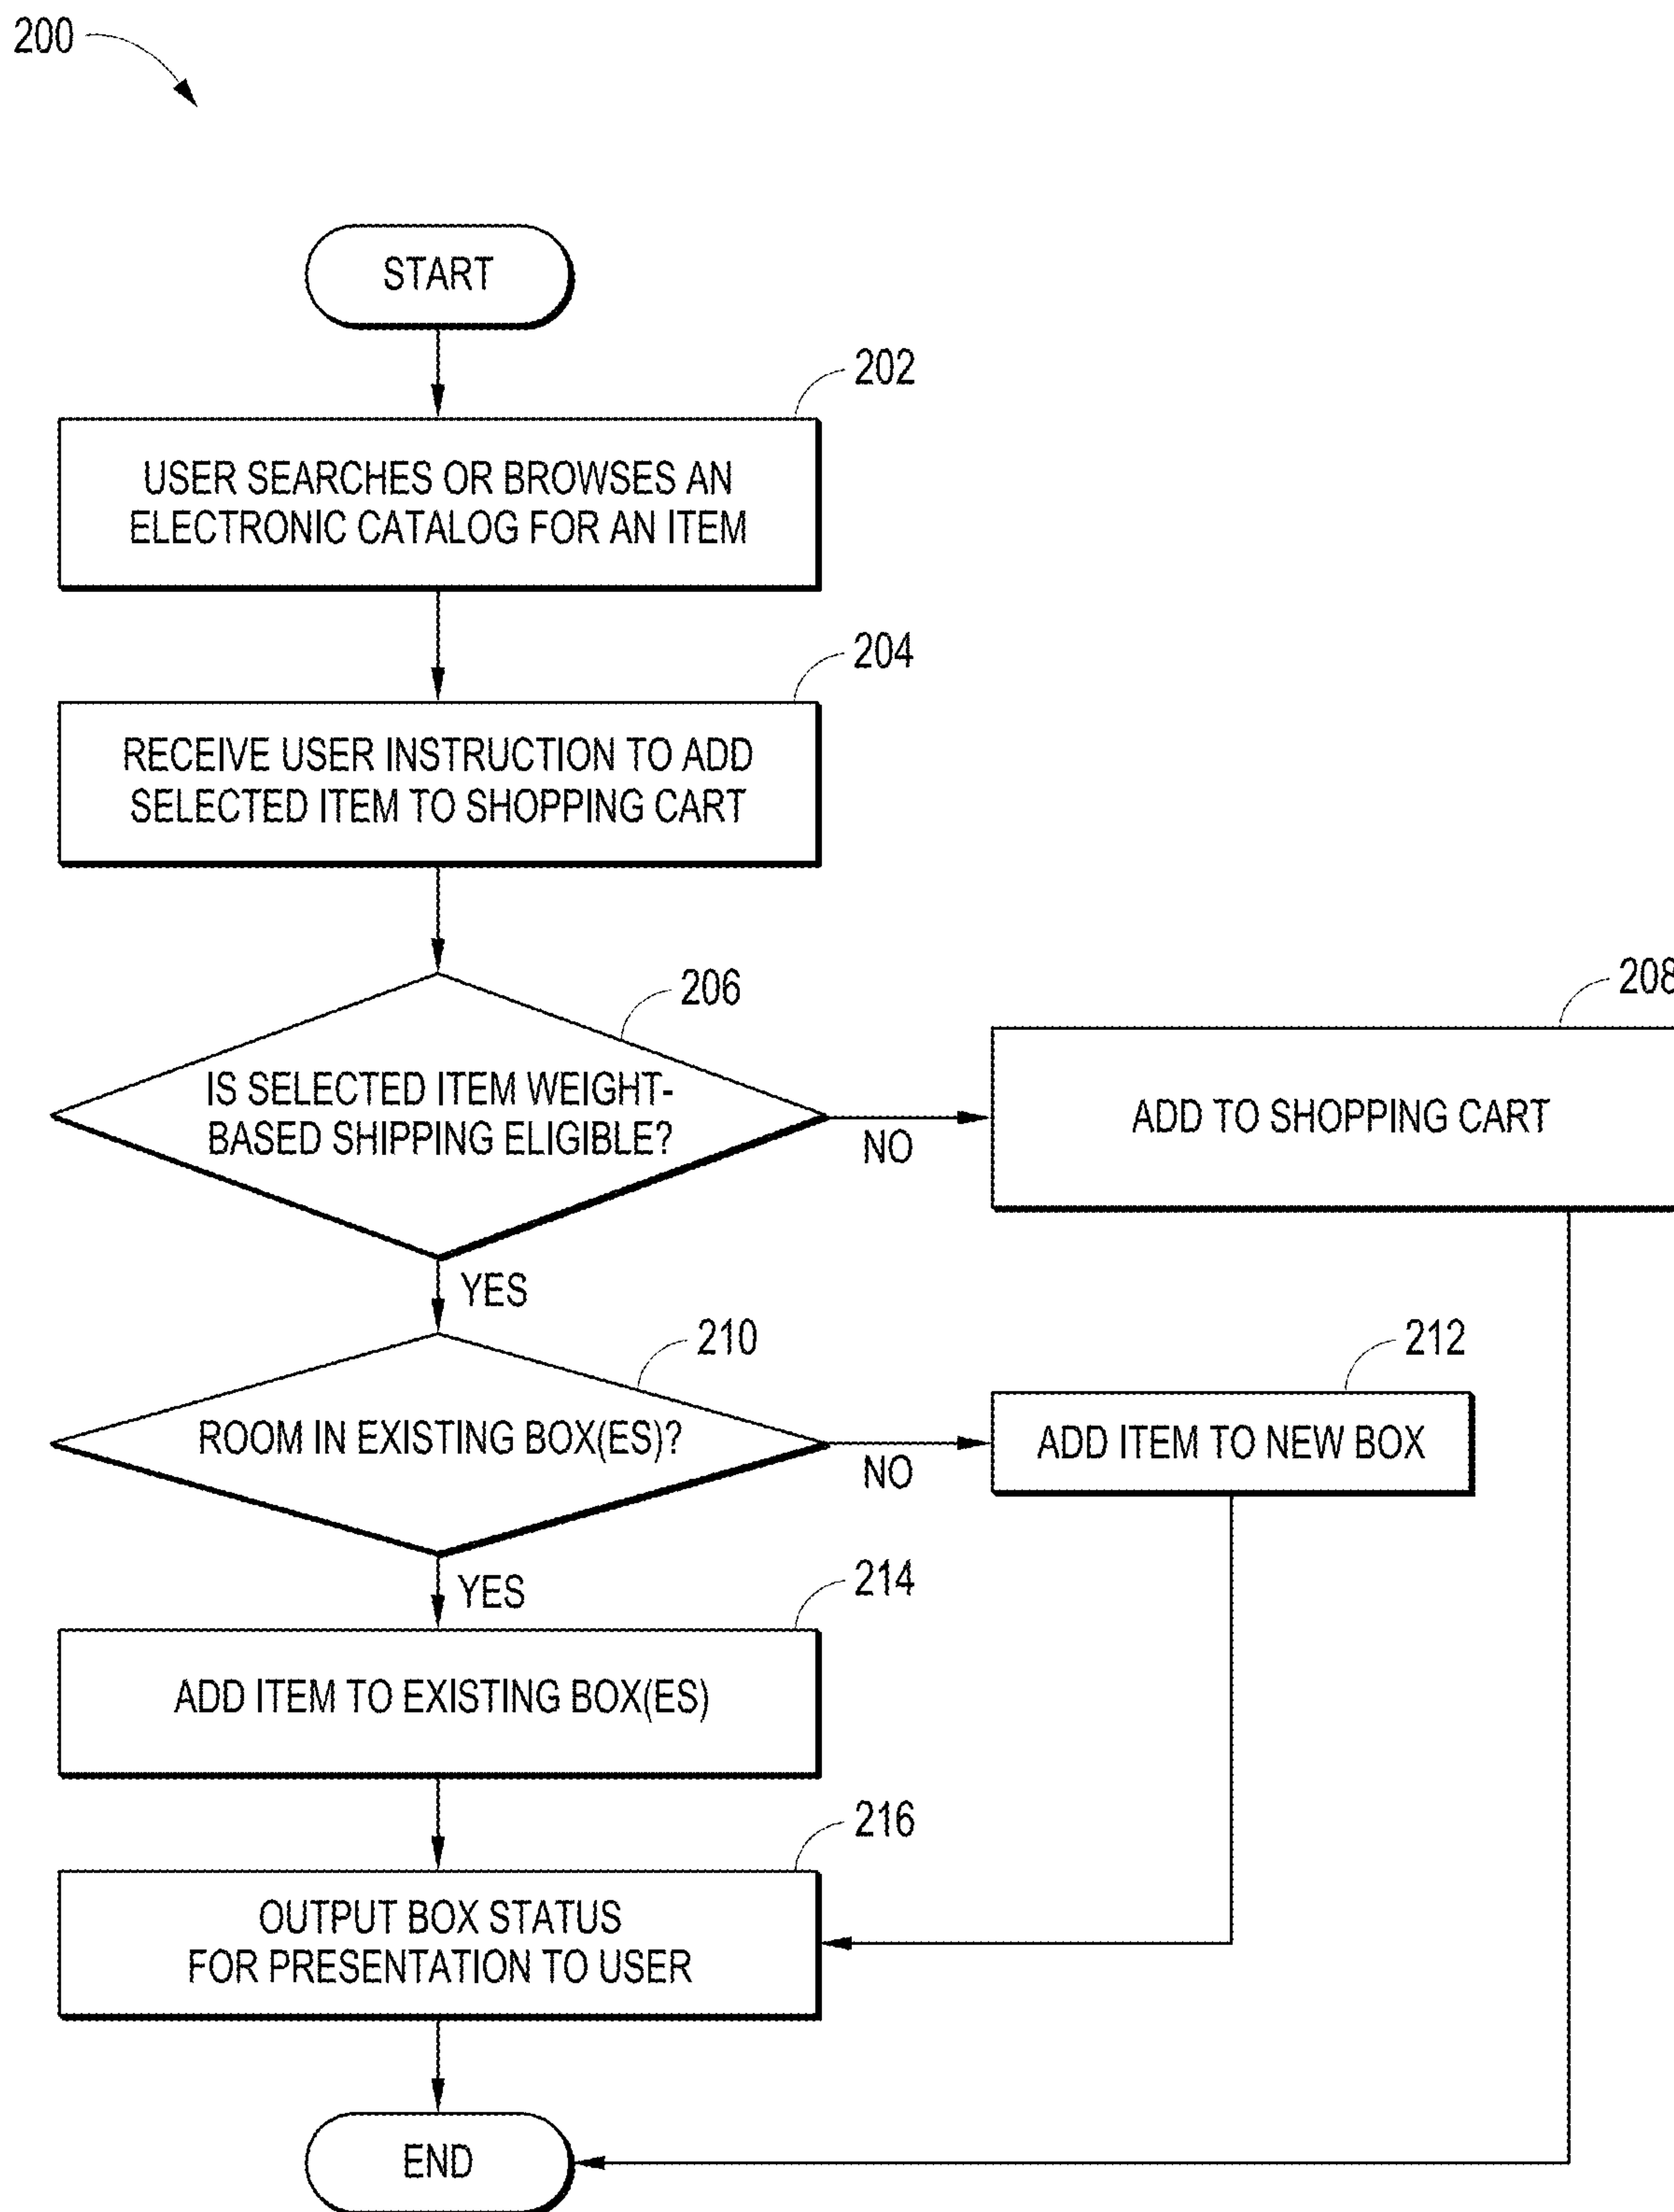 200
START
202
USER SEARCHES OR BROWSES AN
ELECTRONIC CATALOG FOR AN ITEM
204
RECEIVE USER INSTRUCTION TO ADD
SELECTED ITEM TO SHOPPING CART
206
IS SELECTED ITEM WEIGHT-
BASED SHIPPING ELIGIBLE?
NO
208
ADD TO SHOPPING CART
YES
210
ROOM IN EXISTING BOX(ES)?
NO
212
ADD ITEM TO NEW BOX
YES
214
ADD ITEM TO EXISTING BOX(ES)
216
OUTPUT BOX STATUS
FOR PRESENTATION TO USER
END